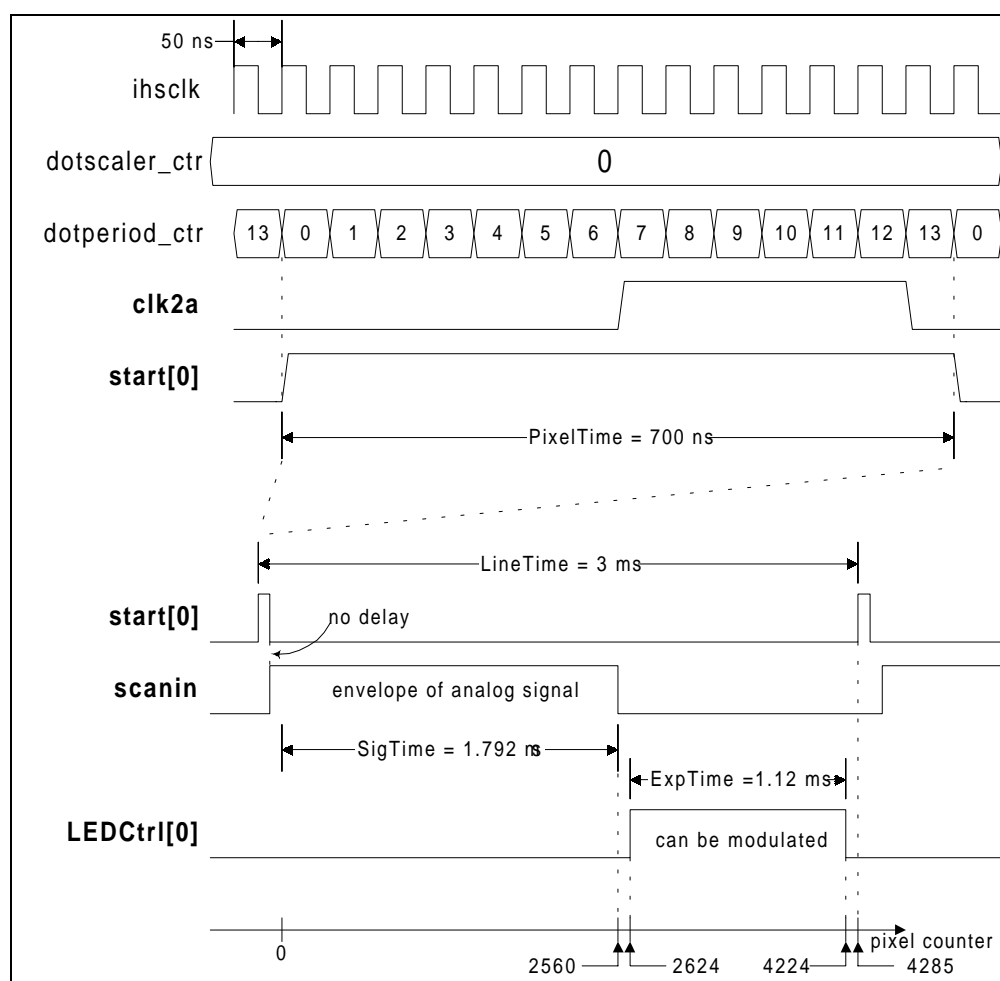 50 ns
ihsclk
dotscaler_ctr 0
dotperiod_ctr 13 0 1 2 3 4 5 6 7 8 9 10 11 12 13 0
clk2a
start[0]
PixelTime = 700 ns
LineTime = 3 ms
start[0]
no delay
scanin envelope of analog signal
SigTime = 1.792 ms
ExpTime =1.12 ms
LEDCtrl[0] can be modulated
pixel counter
0
2560 2624 4224 4285